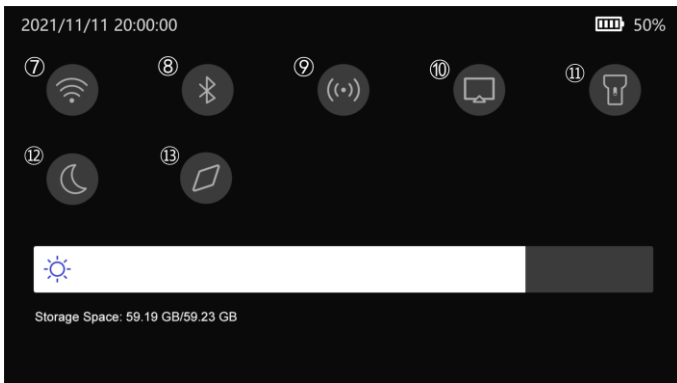 2021/11/11 20:00:00 50%
⑦ ⑧ ⑨ ⑩ ⑪
⑫ ⑬
Storage Space: 59.19 GB/59.23 GB